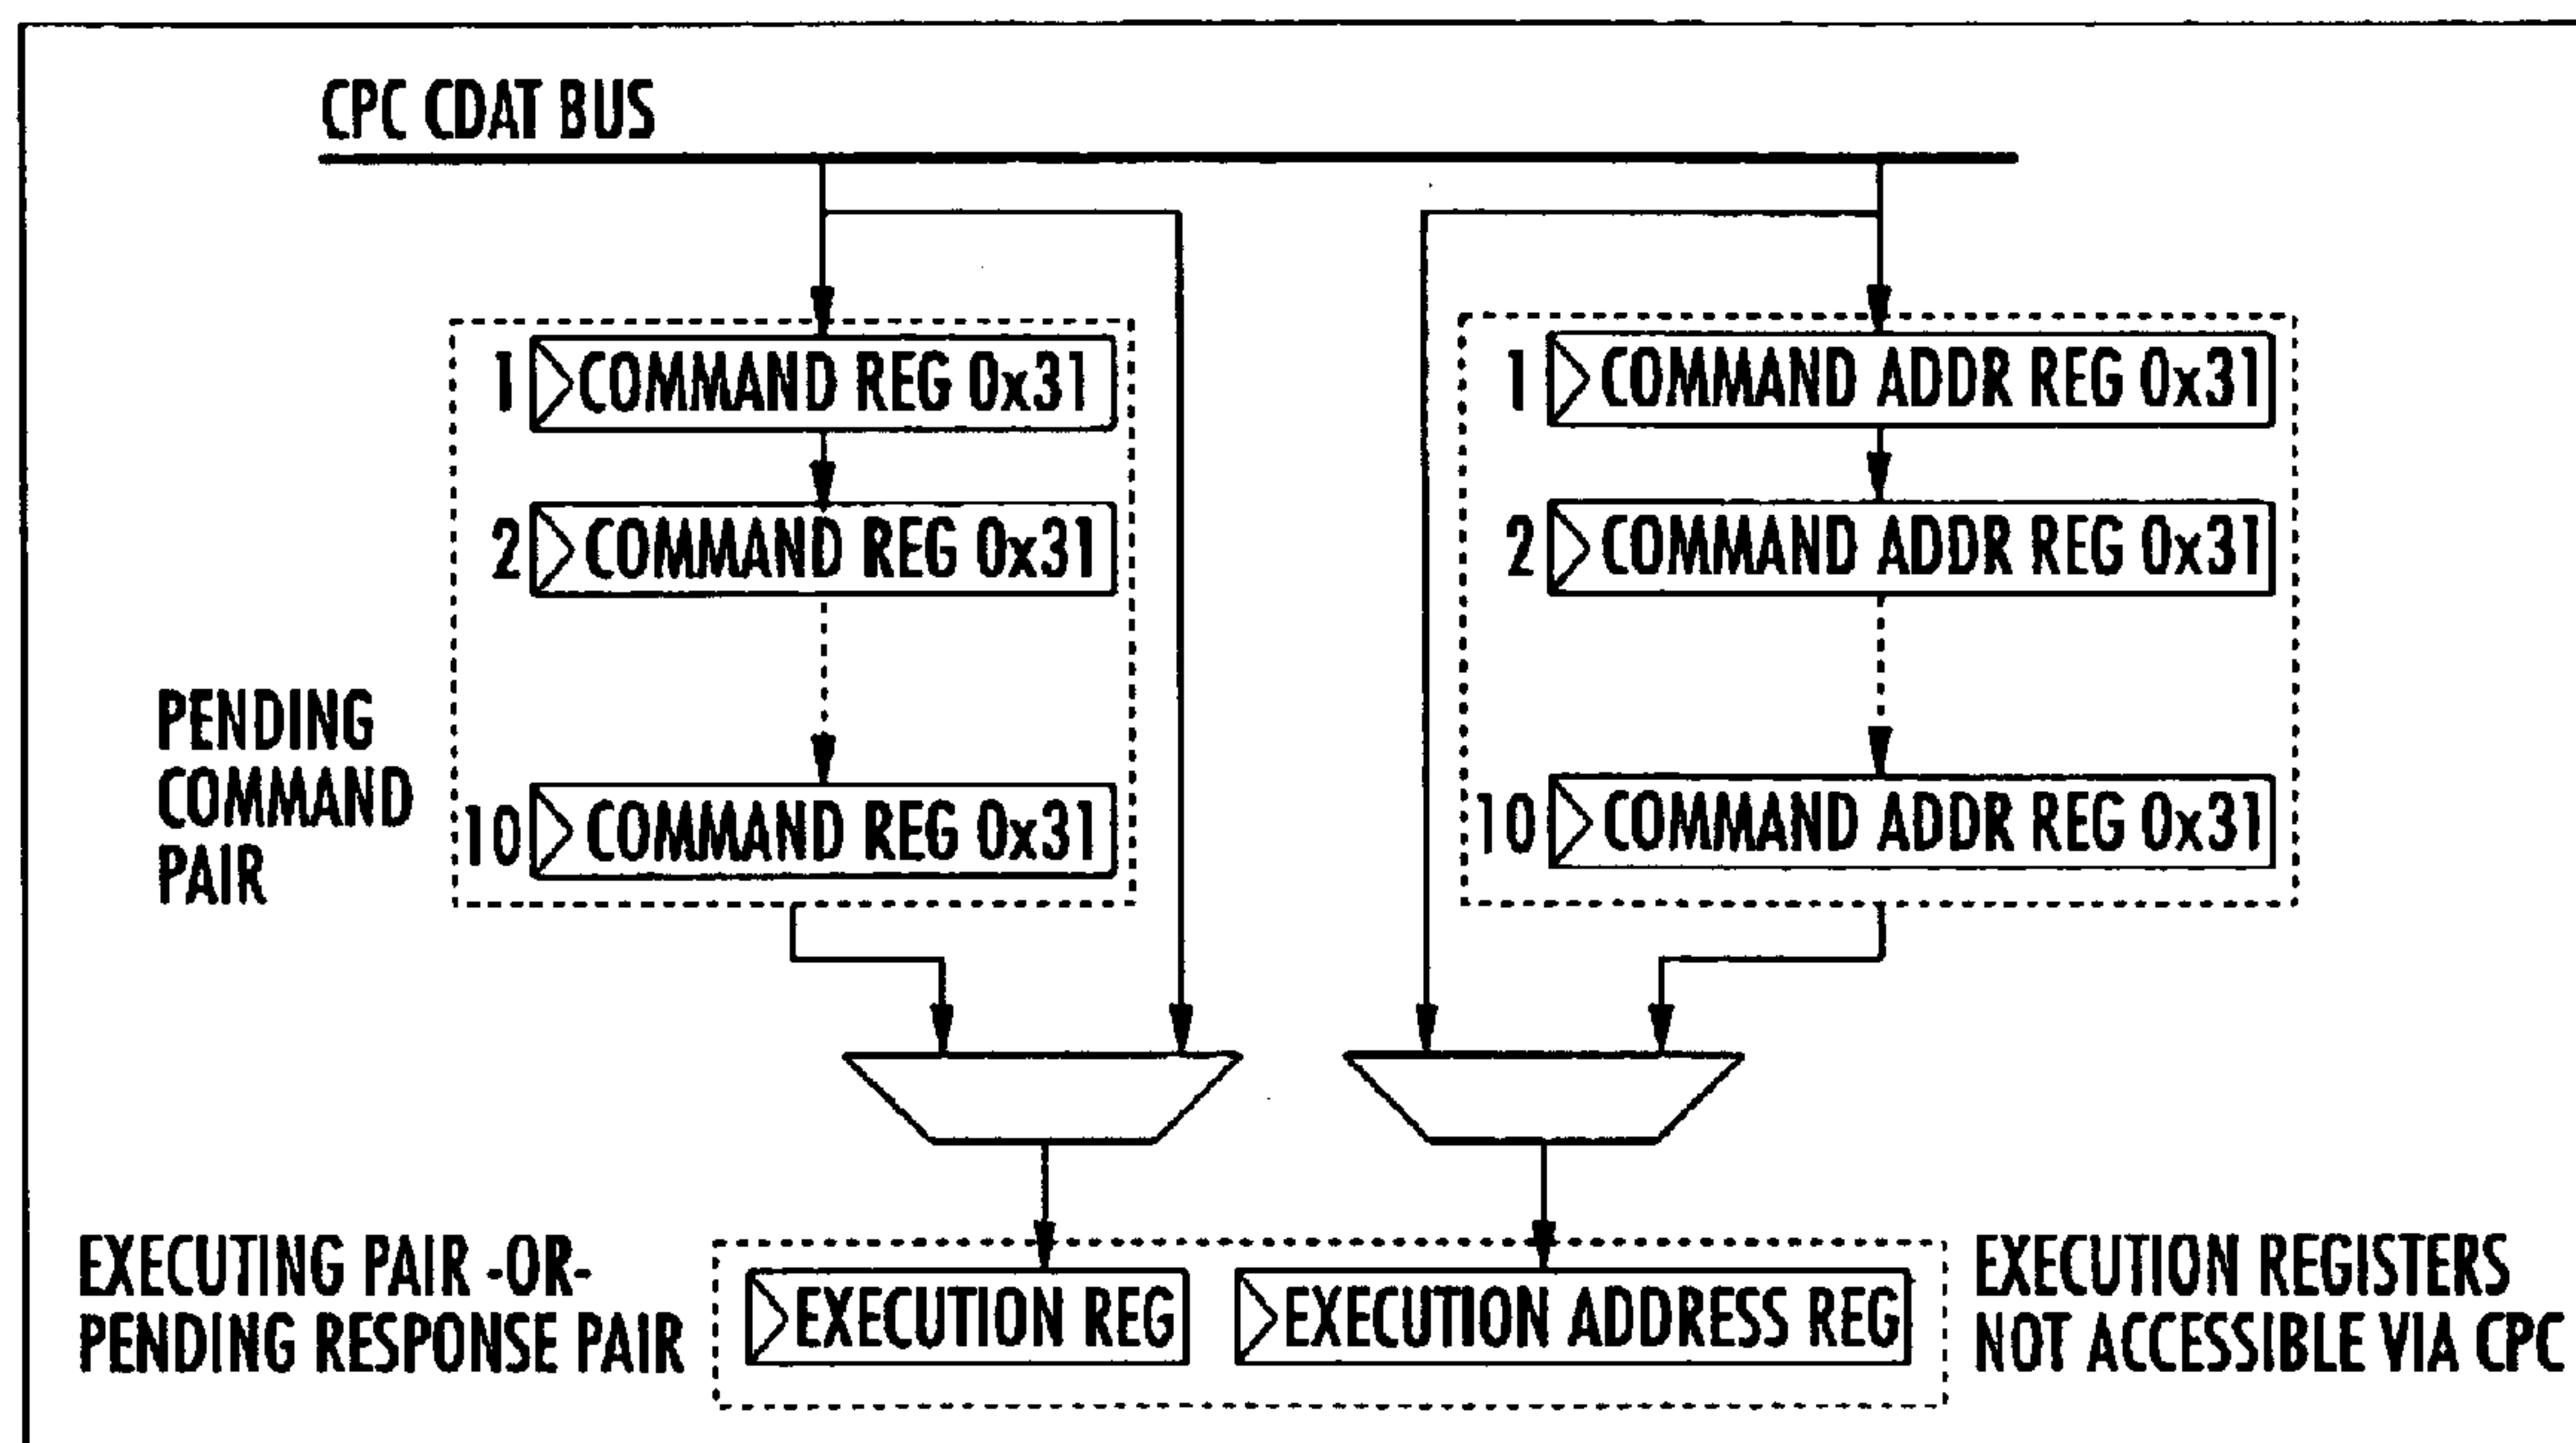 CPC CDAT BUS
1 COMMAND REG 0x31
2 COMMAND REG 0x31
10 COMMAND REG 0x31
PENDING
COMMAND
PAIR
1 COMMAND ADDR REG 0x31
2 COMMAND ADDR REG 0x31
10 COMMAND ADDR REG 0x31
EXECUTING PAIR -OR-
PENDING RESPONSE PAIR
EXECUTION REG
EXECUTION ADDRESS REG
EXECUTION REGISTERS
NOT ACCESSIBLE VIA CPC